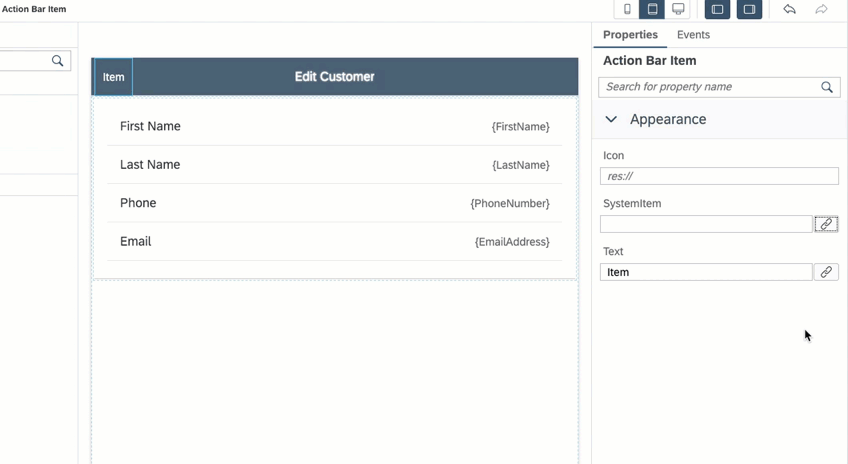 Action Bar Item
Item
Edit Customer
First Name
{FirstName}
Last Name
{LastName}
Phone
{PhoneNumber}
Email
{EmailAddress}
Properties
Events
Action Bar Item
Search for property name
Appearance
Icon
res://
SystemItem
Text
Item